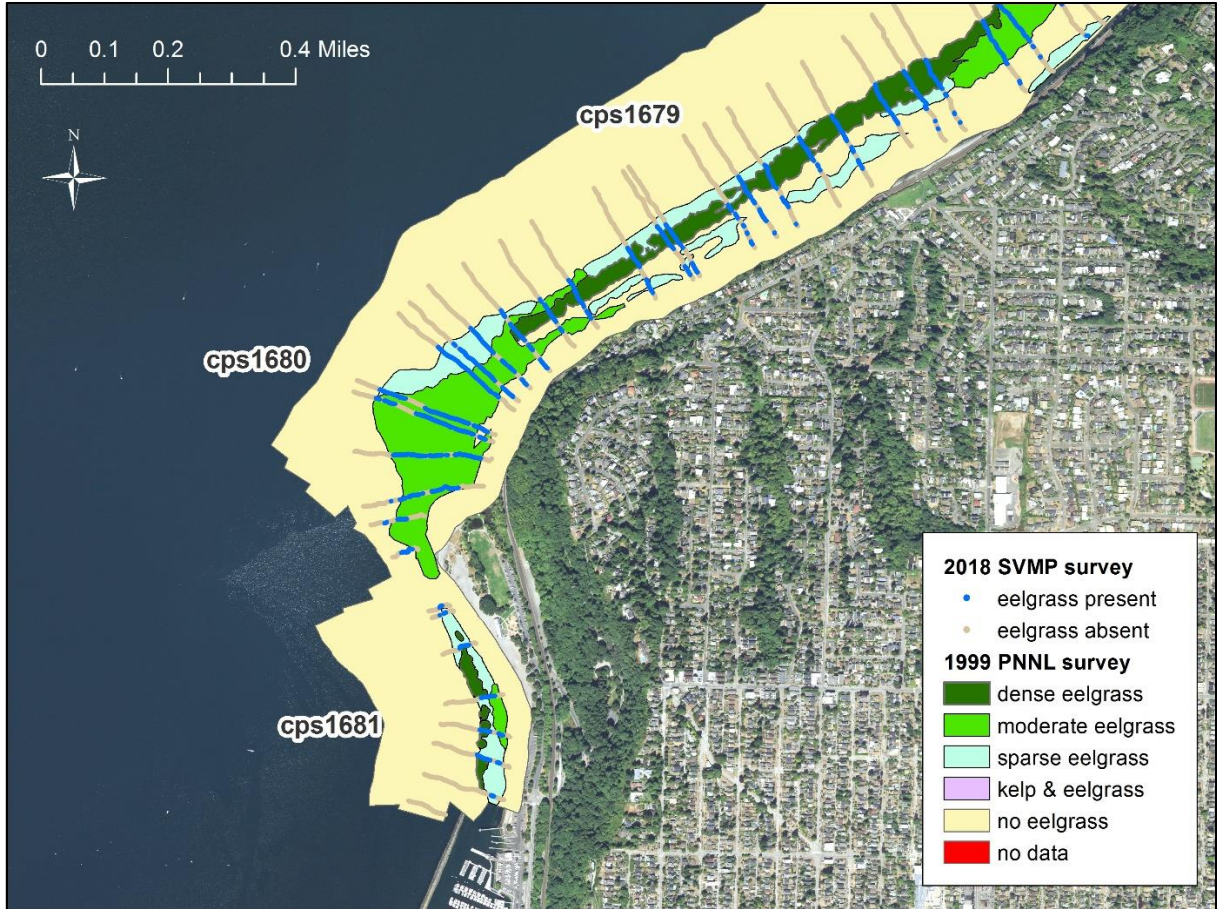 0 0.1 0.2 0.4 Miles
N
cps1679
cps1680
cps1681
2018 SVMP survey
eelgrass present
eelgrass absent
1999 PNNL survey
dense eelgrass
moderate eelgrass
sparse eelgrass
kelp & eelgrass
no eelgrass
no data